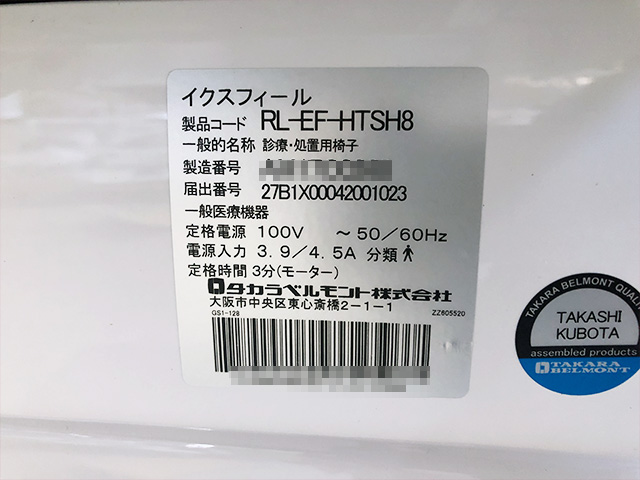 イクスフィール
製品コード RL-EF-HTSH8
一般的名称 診療・処置用椅子
製造番号
届出番号 27B1X00042001023
一般医療機器
定格電源 100V ～50/60Hz
電源入力 3.9/4.5A 分類
定格時間 3分(モーター)
タカラベルモント株式会社
大阪市中央区東心斎橋2-1-1
GS1-128 ZZ605520
TAKARA BELMONT QUALITY
TAKASHI
KUBOTA
assembled products
TAKARA
BELMONT